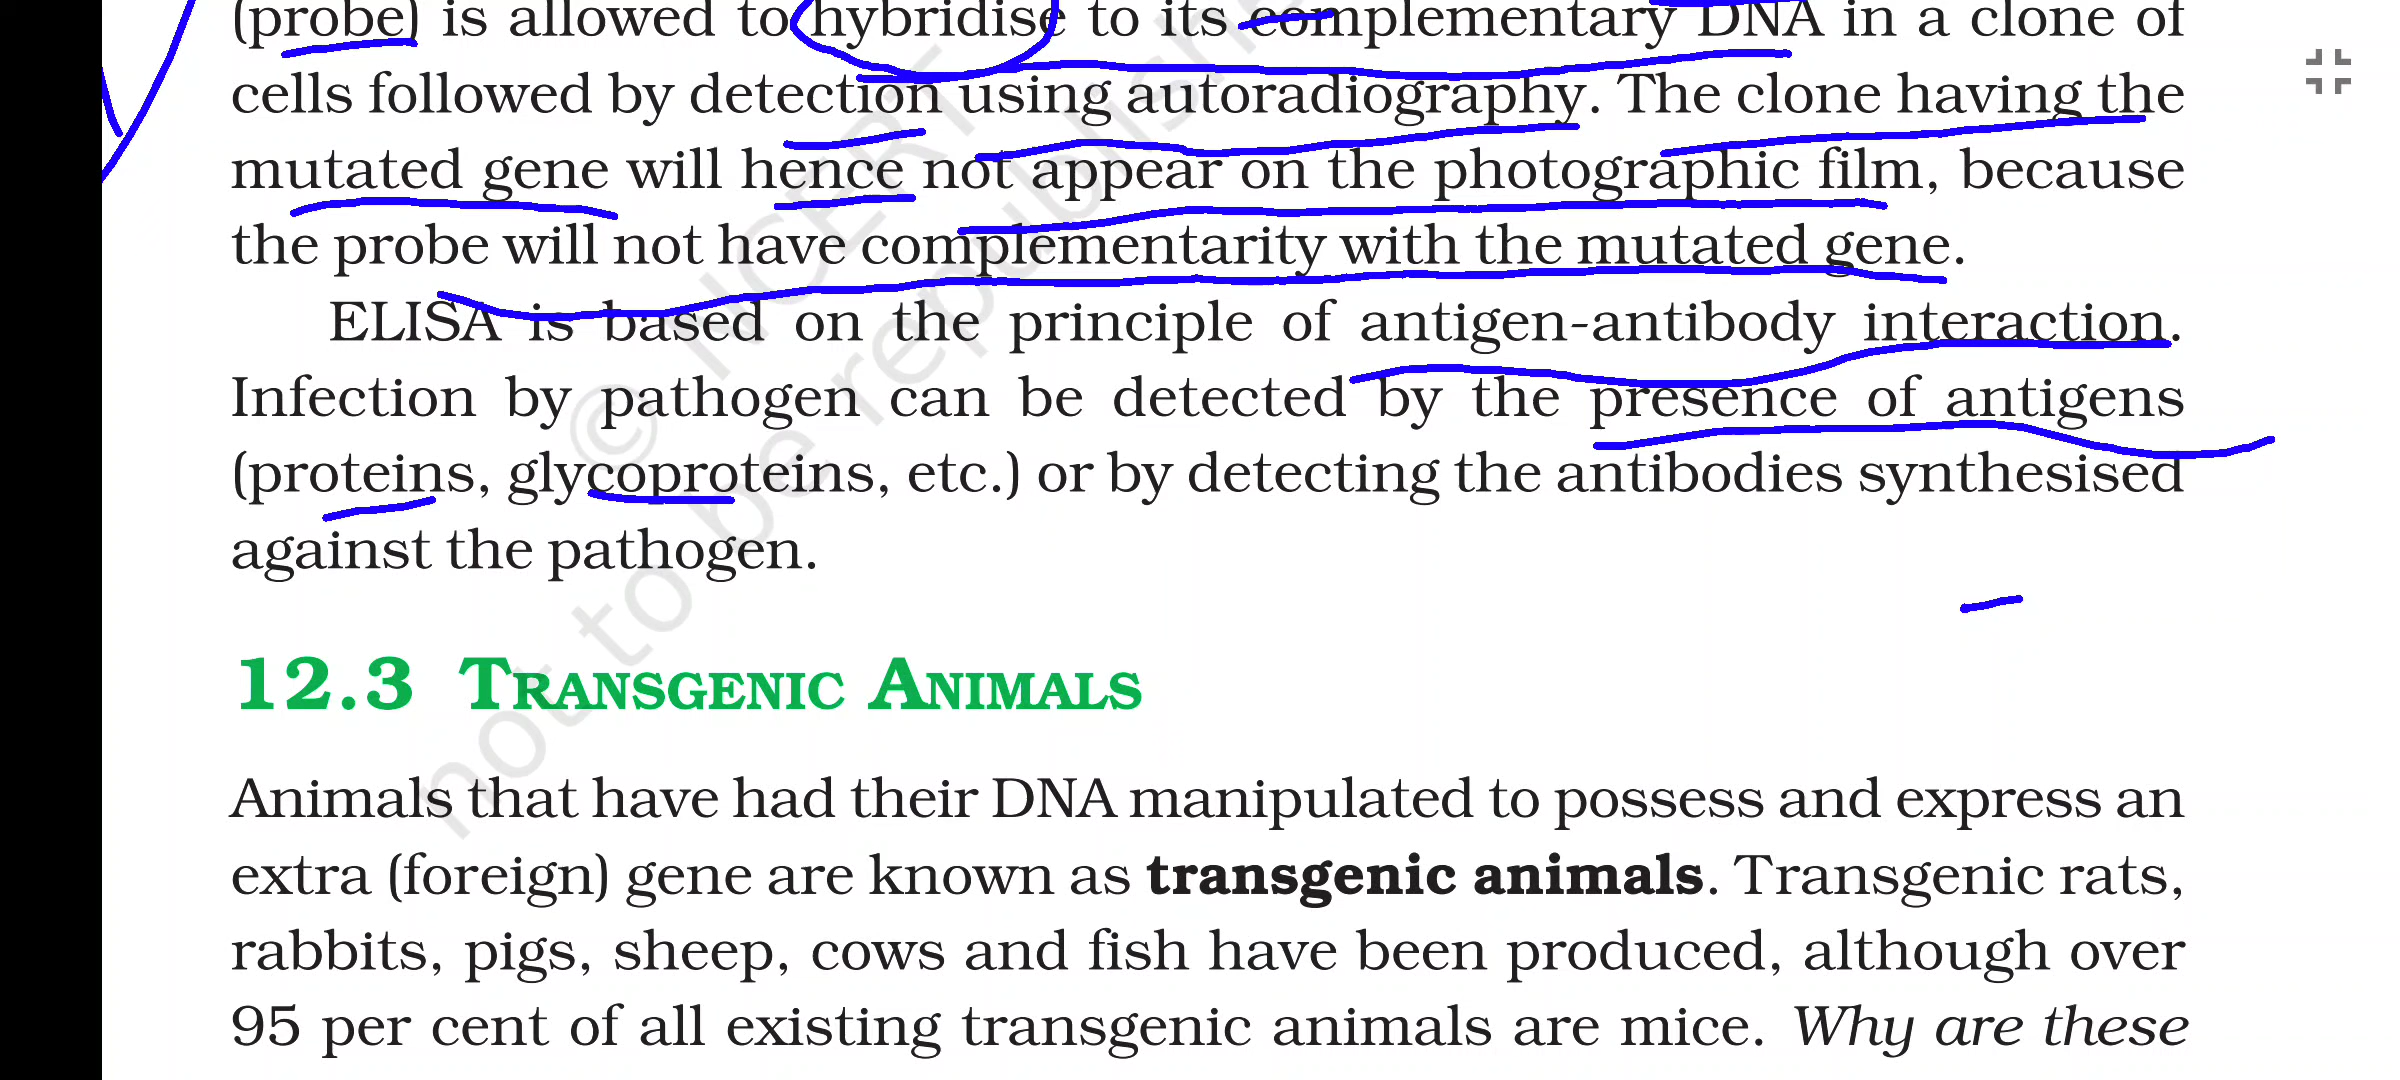 (probe) is allowed to hybridise to its complementary DNA in a clone of
cells followed by detection using autoradiography. The clone having the
mutated gene will hence not appear on the photographic film, because
the probe will not have complementarity with the mutated gene.
ELISA is based on the principle of antigen-antibody interaction.
Infection by pathogen can be detected by the presence of antigens
(proteins, glycoproteins, etc.) or by detecting the antibodies synthesised
against the pathogen.
12.3 TRANSGENIC ANIMALS
Animals that have had their DNA manipulated to possess and express an
extra (foreign) gene are known as transgenic animals. Transgenic rats,
rabbits, pigs, sheep, cows and fish have been produced, although over
95 per cent of all existing transgenic animals are mice. Why are these
© NCERT
not to be republishe